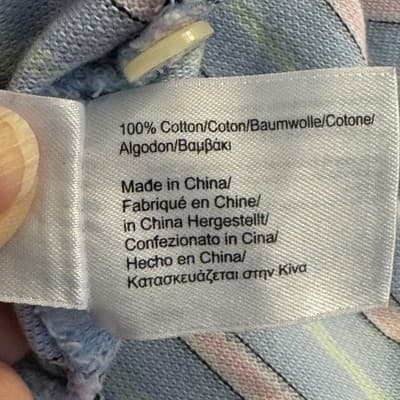 100% Cotton/Coton/Baumwolle/Cotone/
Algodon/Βαμβάκι
Made in China/
Fabriqué en Chine/
in China Hergestellt/
Confezionato in Cina/
Hecho en China/
Κατασκευάζεται στην Κίνα